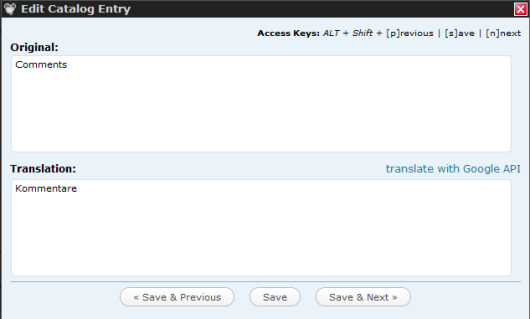 Edit Catalog Entry
Access Keys: ALT + Shift + [p]revious | [s]ave | [n]next
Original:
Comments
Translation: translate with Google API
Kommentare
« Save & Previous Save Save & Next »